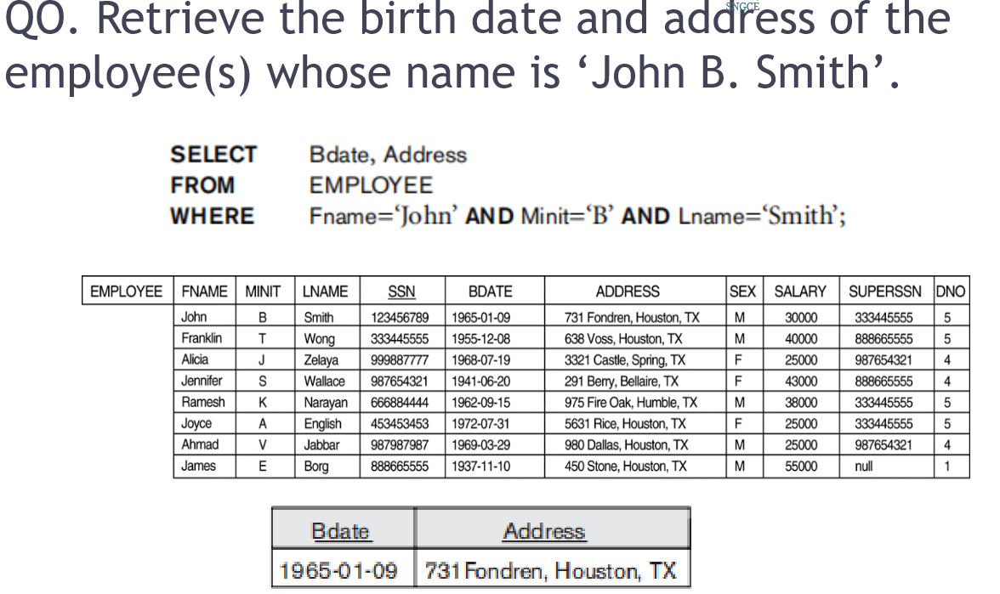 Q0. Retrieve the birth date and address of the
SNGCE
employee(s) whose name is ‘John B. Smith’.
SELECT Bdate, Address
FROM EMPLOYEE
WHERE Fname=‘John’ AND Minit=‘B’ AND Lname=‘Smith’;
EMPLOYEE FNAME MINIT LNAME SSN BDATE ADDRESS SEX SALARY SUPERSSN DNO
John B Smith 123456789 1965-01-09 731 Fondren, Houston, TX M 30000 333445555 5
Franklin T Wong 333445555 1955-12-08 638 Voss, Houston, TX M 40000 888665555 5
Alicia J Zelaya 999887777 1968-07-19 3321 Castle, Spring, TX F 25000 987654321 4
Jennifer S Wallace 987654321 1941-06-20 291 Berry, Bellaire, TX F 43000 888665555 4
Ramesh K Narayan 666884444 1962-09-15 975 Fire Oak, Humble, TX M 38000 333445555 5
Joyce A English 453453453 1972-07-31 5631 Rice, Houston, TX F 25000 333445555 5
Ahmad V Jabbar 987987987 1969-03-29 980 Dallas, Houston, TX M 25000 987654321 4
James E Borg 888665555 1937-11-10 450 Stone, Houston, TX M 55000 null 1
Bdate Address
1965-01-09 731 Fondren, Houston, TX